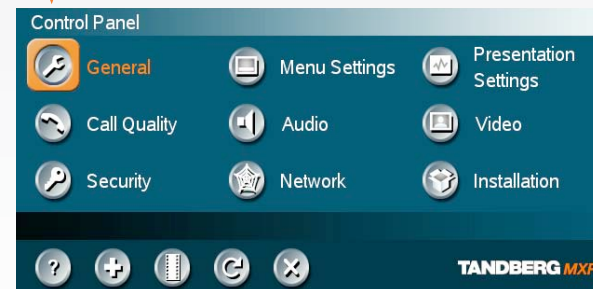 Control Panel
General
Menu Settings
Presentation
Settings
Call Quality
Audio
Video
Security
Network
Installation
?
TANDBERG MXP